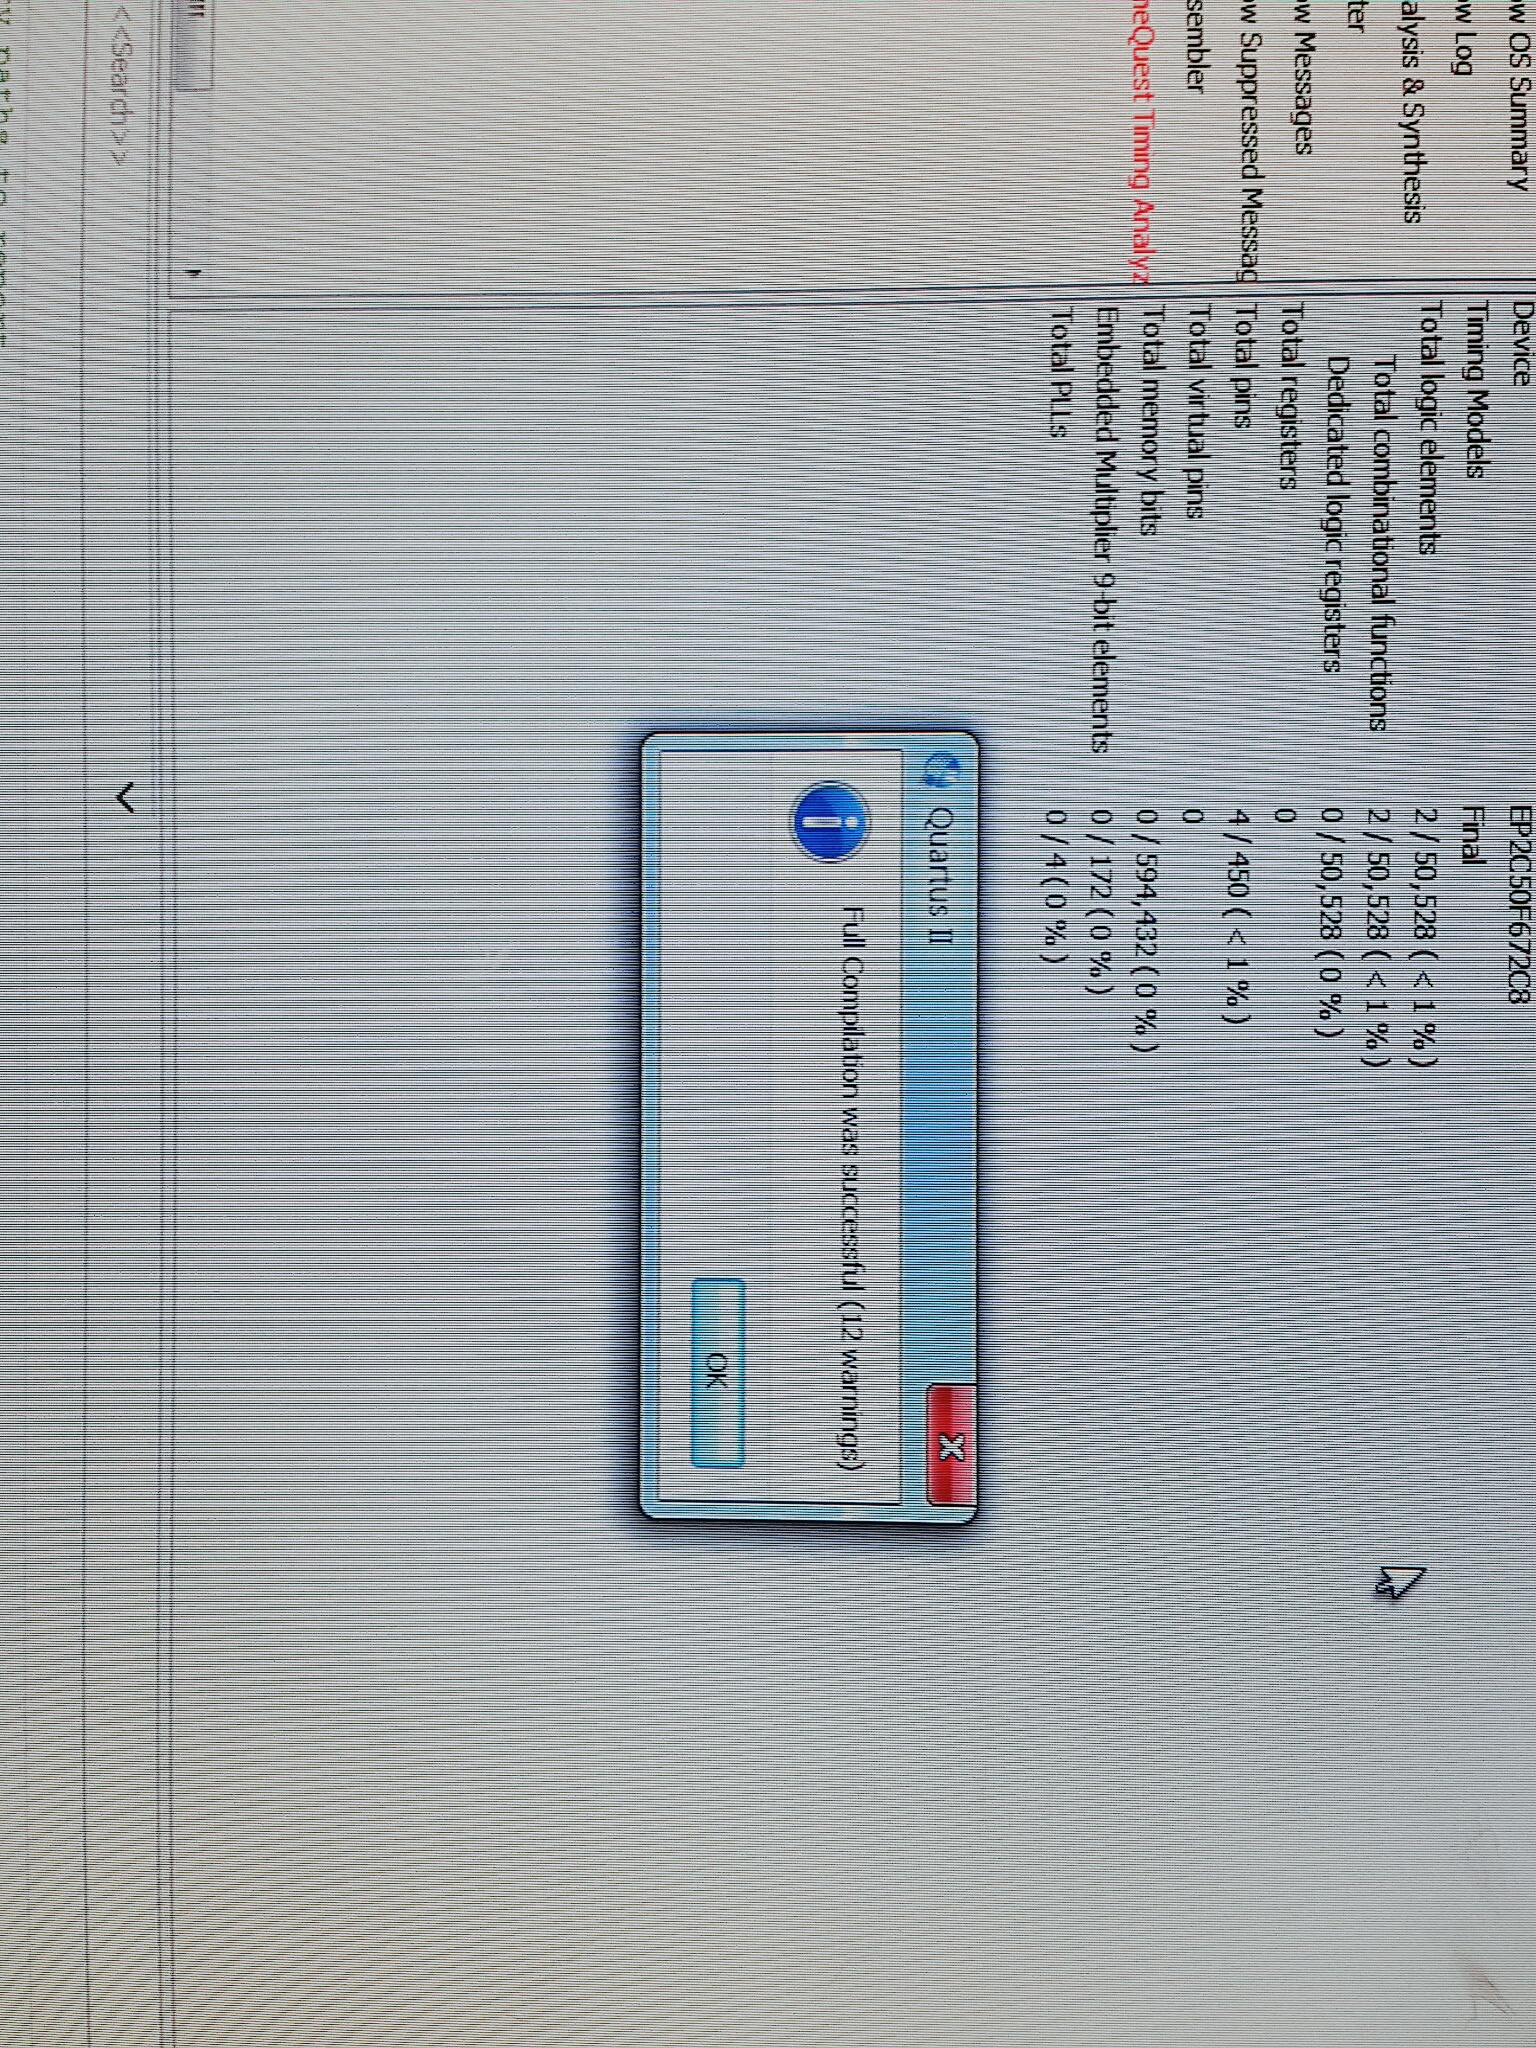 ow OS Summary
ow Log
alysis & Synthesis
ter
ow Messages
ow Suppressed Messag
sembler
neQuest Timing Analyz
Device EP2C50F672C8
Timing Models Final
Total logic elements 2 / 50,528 ( < 1 % )
Total combinational functions 2 / 50,528 ( < 1 % )
Dedicated logic registers 0 / 50,528 ( 0 % )
Total registers 0
Total pins 4 / 450 ( < 1 % )
Total virtual pins 0
Total memory bits 0 / 594,432 ( 0 % )
Embedded Multiplier 9-bit elements 0 / 172 ( 0 % )
Total PLLs 0 / 4 ( 0 % )
Quartus II
Full Compilation was successful (12 warnings)
OK
<<Search>>
y paths to report